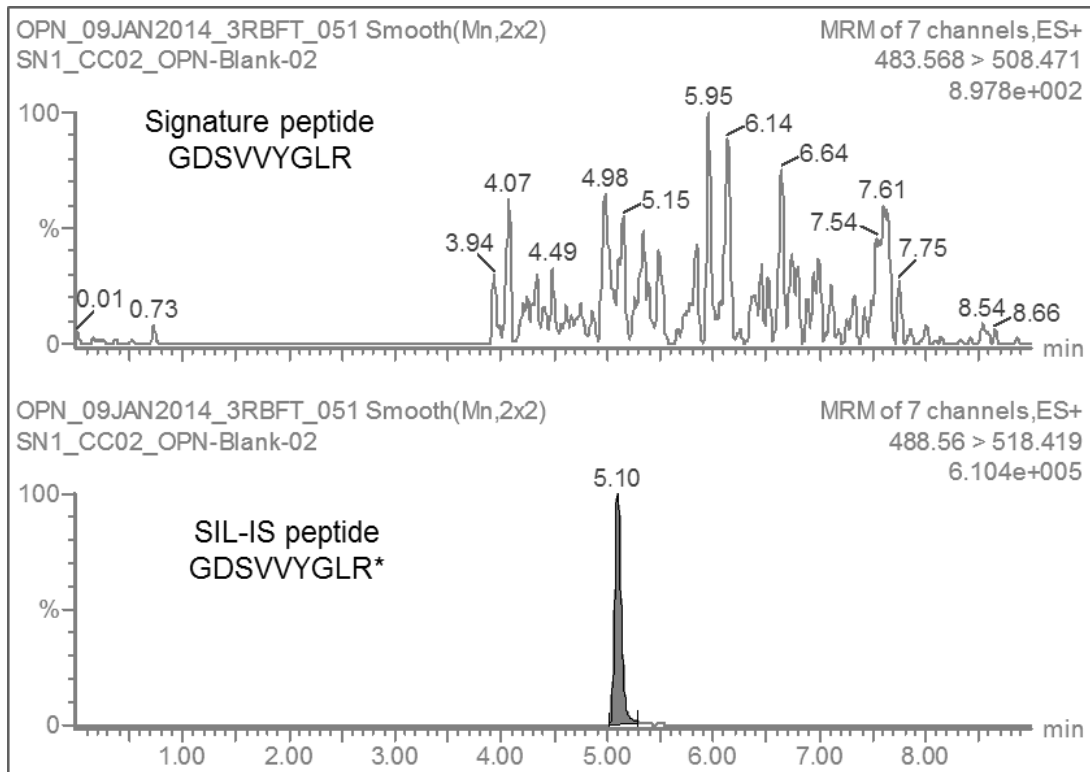 OPN_09JAN2014_3RBFT_051 Smooth(Mn,2x2)
MRM of 7 channels,ES+
SN1_CC02_OPN-Blank-02
483.568 > 508.471
8.978e+002
100
%
0
Signature peptide
GDSVVYGLR
0.01
0.73
3.94
4.07
4.49
4.98
5.15
5.95
6.14
6.64
7.54
7.61
7.75
8.54
8.66
min
OPN_09JAN2014_3RBFT_051 Smooth(Mn,2x2)
MRM of 7 channels,ES+
SN1_CC02_OPN-Blank-02
488.56 > 518.419
6.104e+005
100
%
0
SIL-IS peptide
GDSVVYGLR*
5.10
min
1.00 2.00 3.00 4.00 5.00 6.00 7.00 8.00